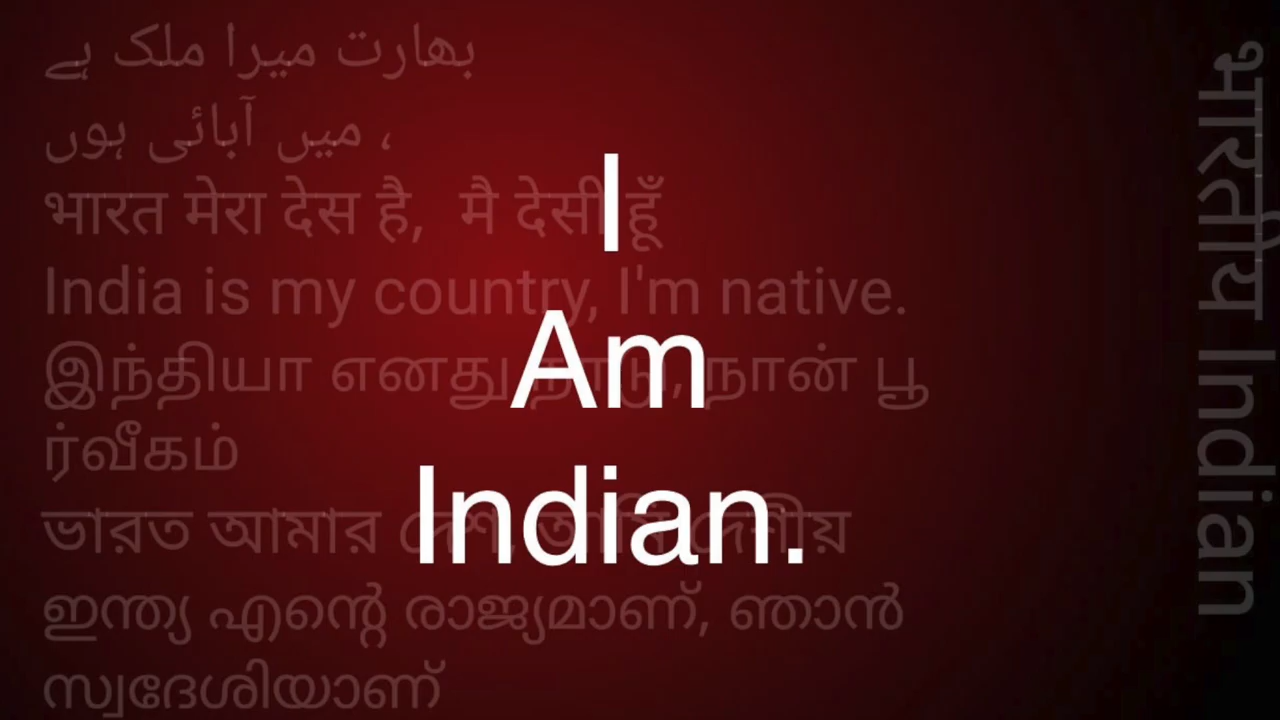 بھارت میرا ملک ہے
، میں آبائی ہوں
भारत मेरा देस है, मै देसी हूँ
India is my country, I'm native.
இந்தியா எனது நாடு, நான் பூ
ர்வீகம்
ভারত আমার দেশ, আমি দেশীয়
ഇന്ത്യ എന്റെ രാജ്യമാണ്, ഞാൻ
സ്വദേശിയാണ്
I
Am
Indian.
भारतीय Indian